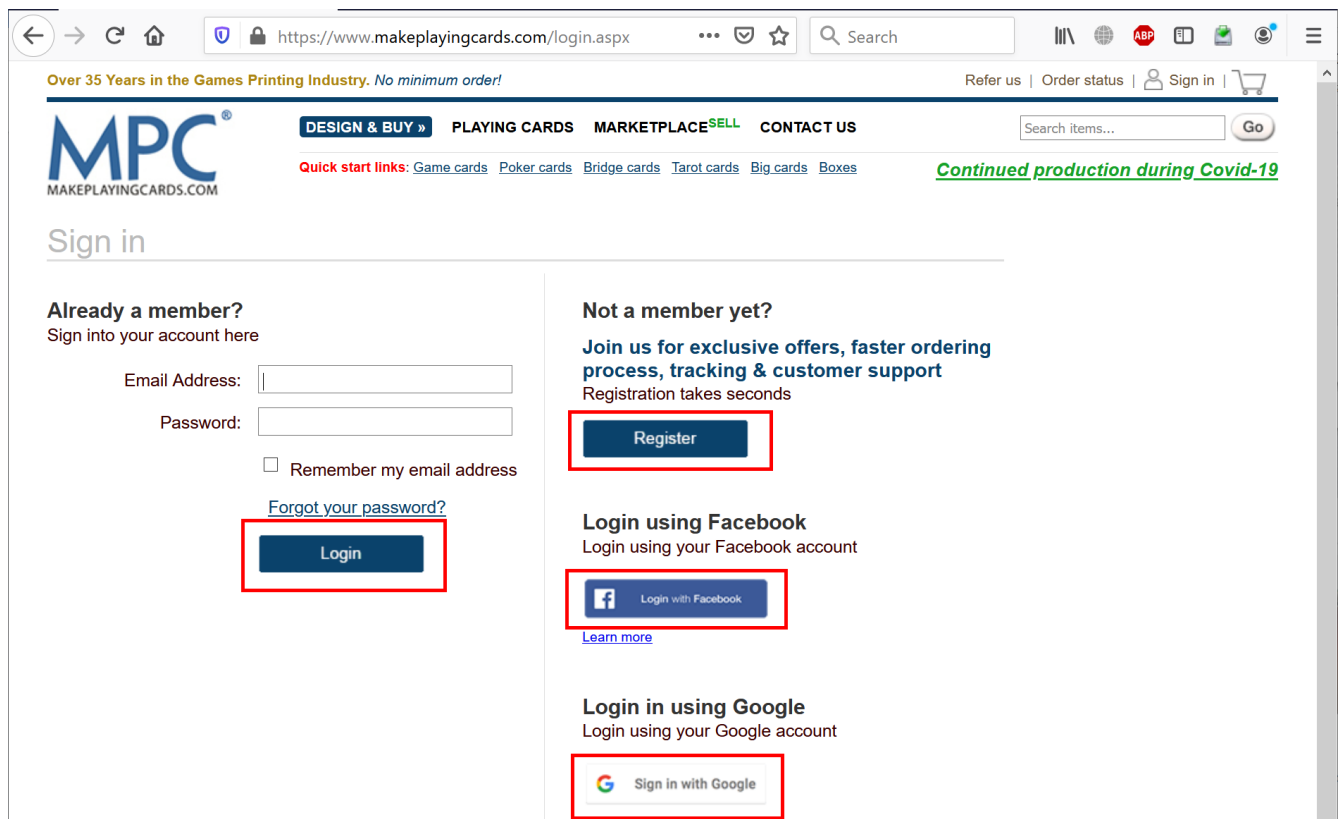 https://www.makeplayingcards.com/login.aspx
Search
ABP
Over 35 Years in the Games Printing Industry. No minimum order!
Refer us | Order status | Sign in |
MPC®
MAKEPLAYINGCARDS.COM
DESIGN & BUY » PLAYING CARDS MARKETPLACE SELL CONTACT US
Search items... Go
Quick start links: Game cards Poker cards Bridge cards Tarot cards Big cards Boxes
Continued production during Covid-19
Sign in
Already a member?
Sign into your account here
Email Address:
Password:
Remember my email address
Forgot your password?
Login
Not a member yet?
Join us for exclusive offers, faster ordering
process, tracking & customer support
Registration takes seconds
Register
Login using Facebook
Login using your Facebook account
Login with Facebook
Learn more
Login in using Google
Login using your Google account
Sign in with Google